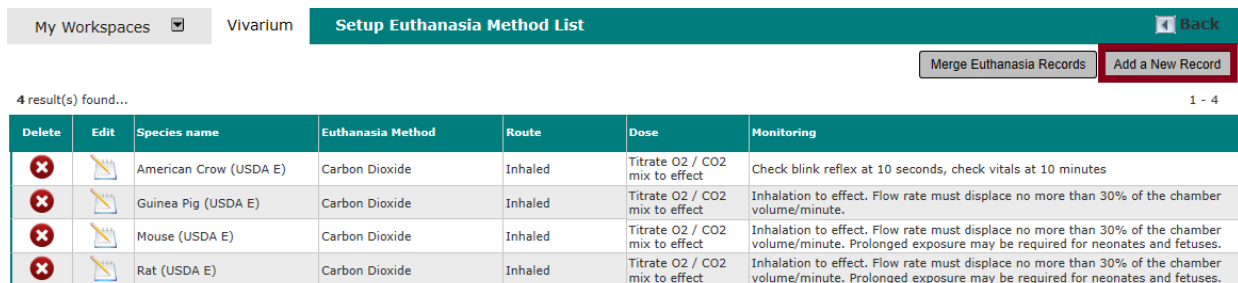 My Workspaces Vivarium Setup Euthanasia Method List Back
Merge Euthanasia Records Add a New Record
4 result(s) found... 1 - 4
Delete Edit Species name Euthanasia Method Route Dose Monitoring
American Crow (USDA E) Carbon Dioxide Inhaled Titrate O2 / CO2
mix to effect Check blink reflex at 10 seconds, check vitals at 10 minutes
Guinea Pig (USDA E) Carbon Dioxide Inhaled Titrate O2 / CO2
mix to effect Inhalation to effect. Flow rate must displace no more than 30% of the chamber
volume/minute.
Mouse (USDA E) Carbon Dioxide Inhaled Titrate O2 / CO2
mix to effect Inhalation to effect. Flow rate must displace no more than 30% of the chamber
volume/minute. Prolonged exposure may be required for neonates and fetuses.
Rat (USDA E) Carbon Dioxide Inhaled Titrate O2 / CO2
mix to effect Inhalation to effect. Flow rate must displace no more than 30% of the chamber
volume/minute. Prolonged exposure may be required for neonates and fetuses.